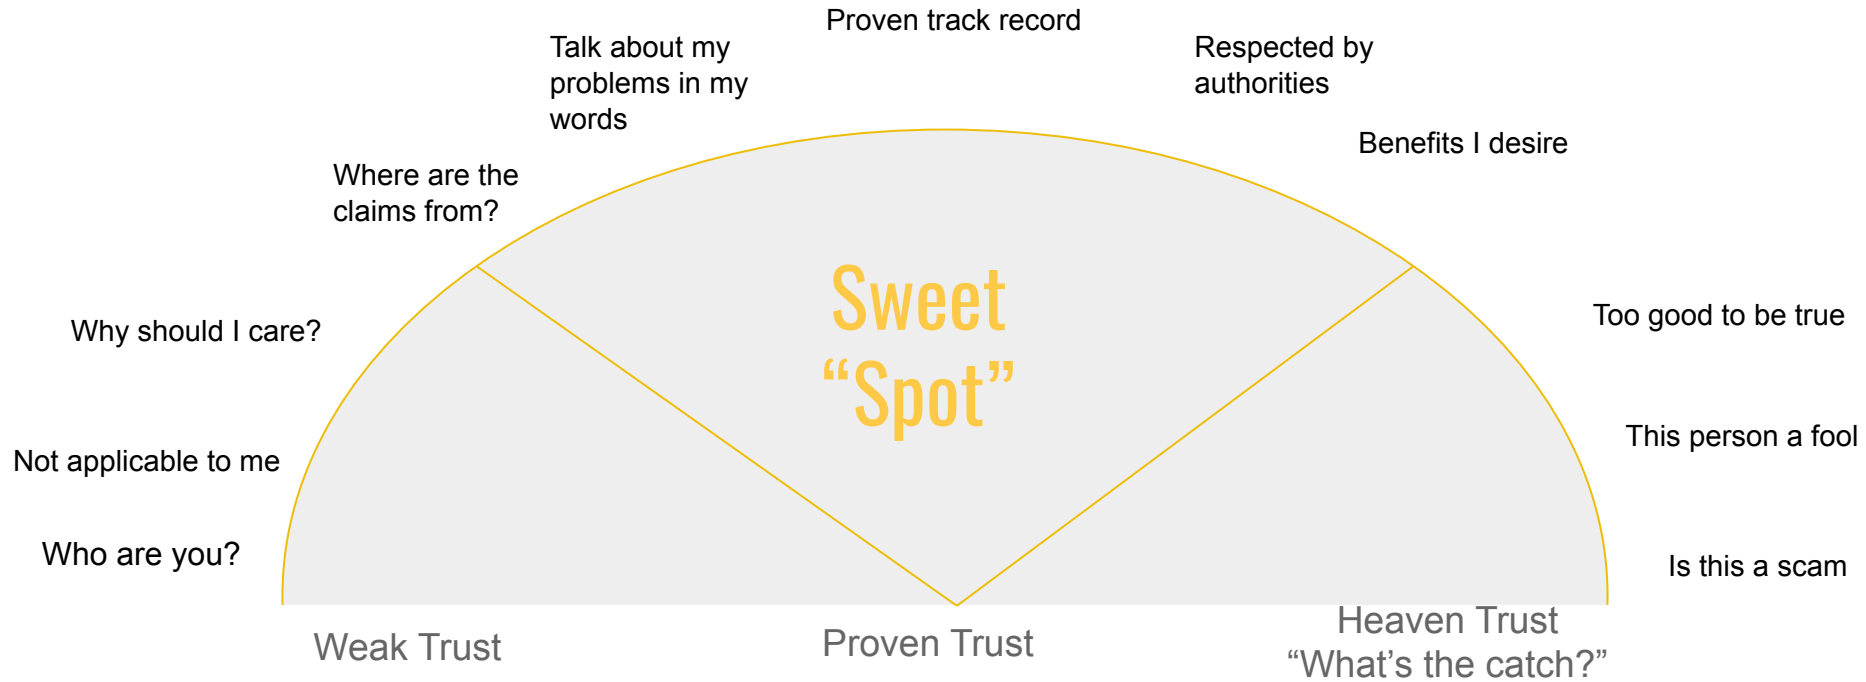 Proven track record
Talk about my
problems in my
words
Respected by
authorities
Benefits I desire
Where are the
claims from?
Sweet
“Spot”
Why should I care?
Too good to be true
Not applicable to me
This person a fool
Who are you?
Is this a scam
Weak Trust
Proven Trust
Heaven Trust
“What’s the catch?”